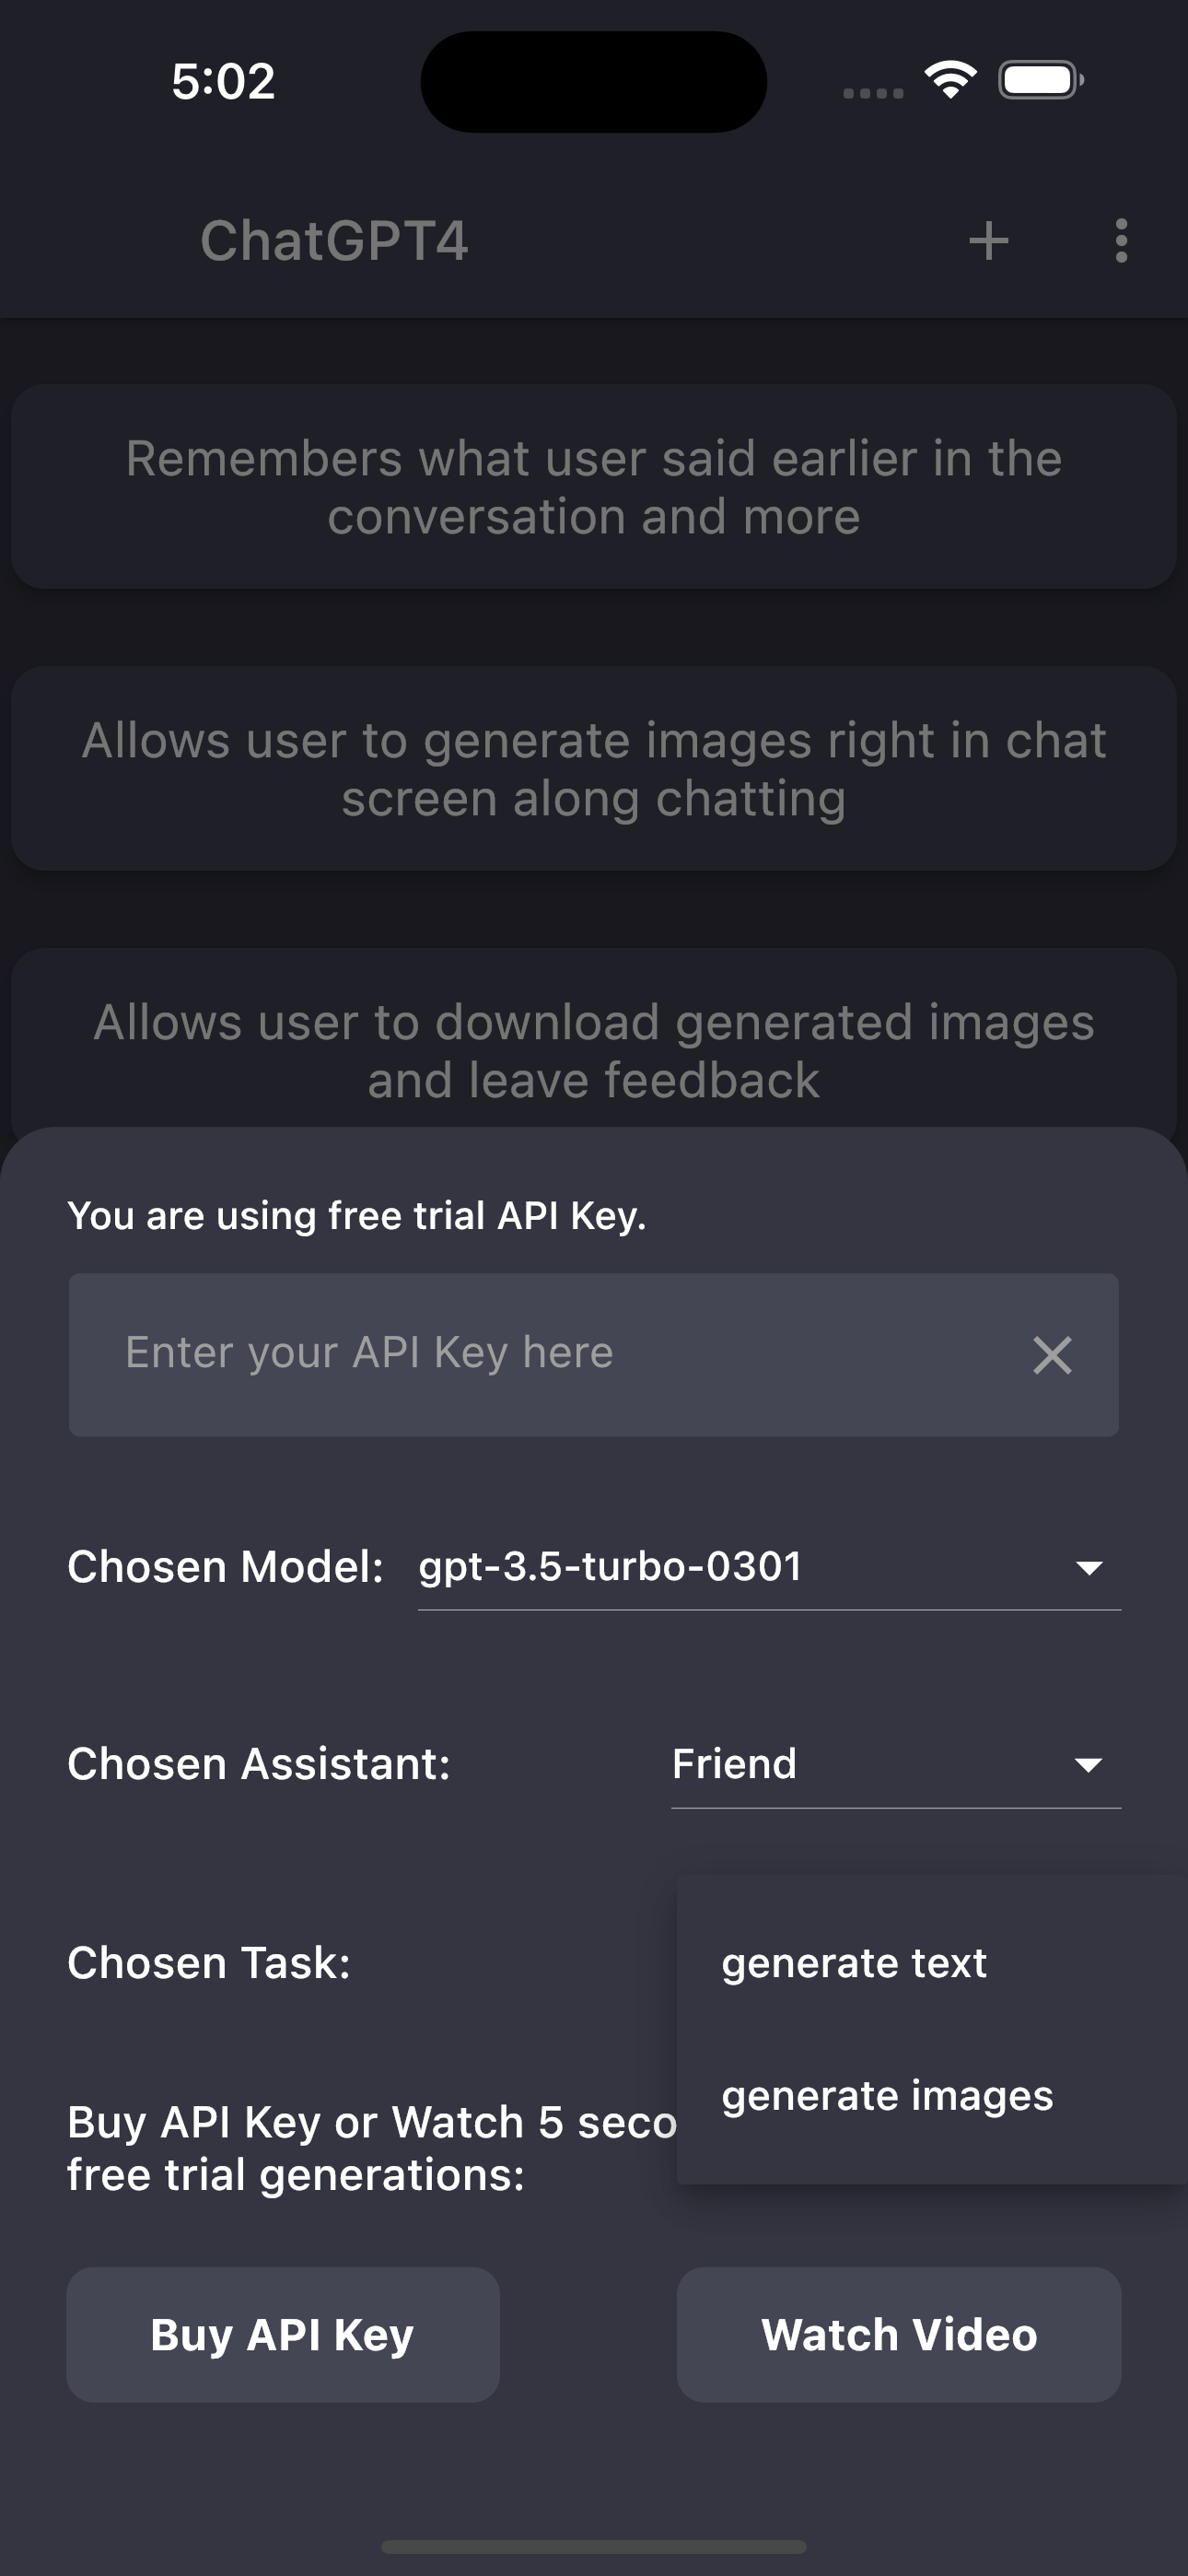 5:02
ChatGPT4
Remembers what user said earlier in the
conversation and more
Allows user to generate images right in chat
screen along chatting
Allows user to download generated images
and leave feedback
You are using free trial API Key.
Enter your API Key here
Chosen Model: gpt-3.5-turbo-0301
Chosen Assistant: Friend
Chosen Task:
generate text
generate images
Buy API Key or Watch 5
free trial generations:
Buy API Key
Watch Video